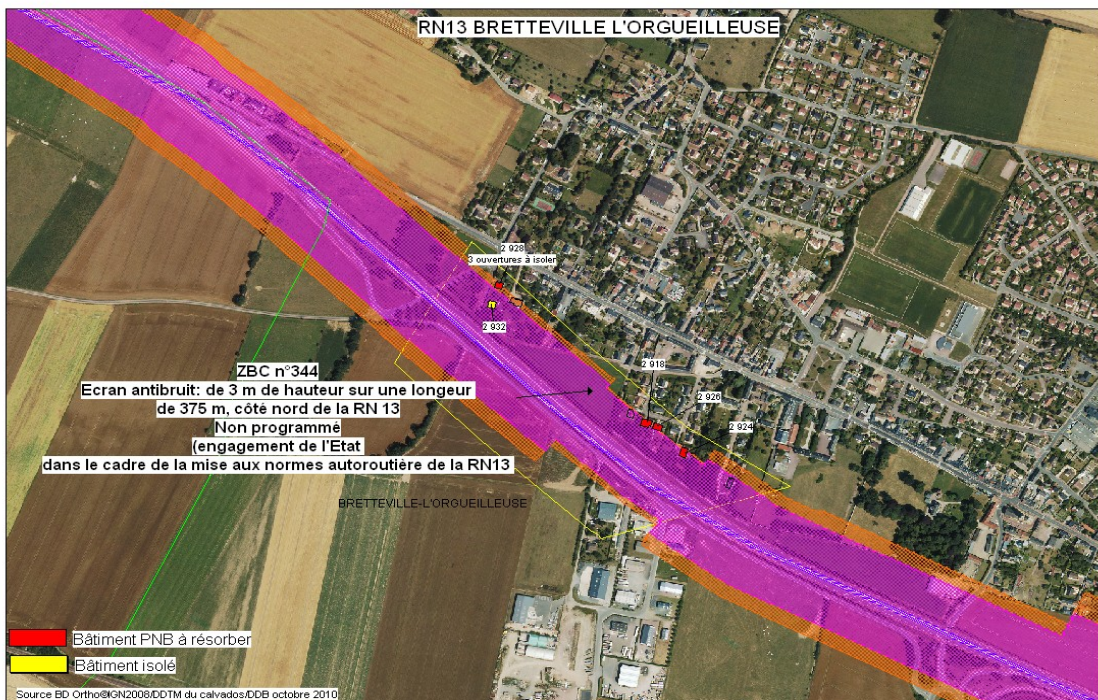 RN13 BRETTEVILLE L'ORGUEILLEUSE
2 928
3 ouvertures à isoler
2 932
2 918
2 926
2 924
ZBC n°344
Ecran antibruit: de 3 m de hauteur sur une longeur
de 375 m, côté nord de la RN 13
Non programmé
(engagement de l'Etat
dans le cadre de la mise aux normes autoroutière de la RN13
BRETTEVILLE-L'ORGUEILLEUSE
Bâtiment PNB à résorber
Bâtiment isolé
Source BD Ortho©IGN2008/DDTM du calvados/DDB octobre 2010